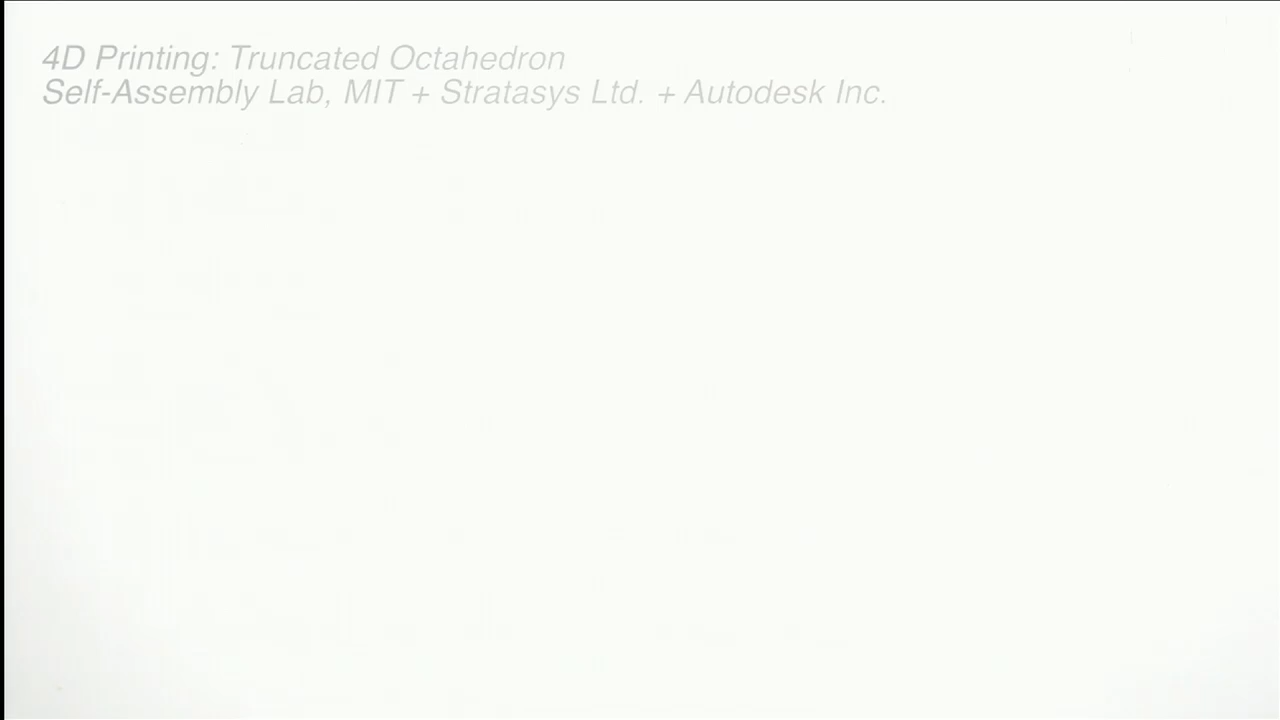 4D Printing: Truncated Octahedron
Self-Assembly Lab, MIT + Stratasys Ltd. + Autodesk Inc.